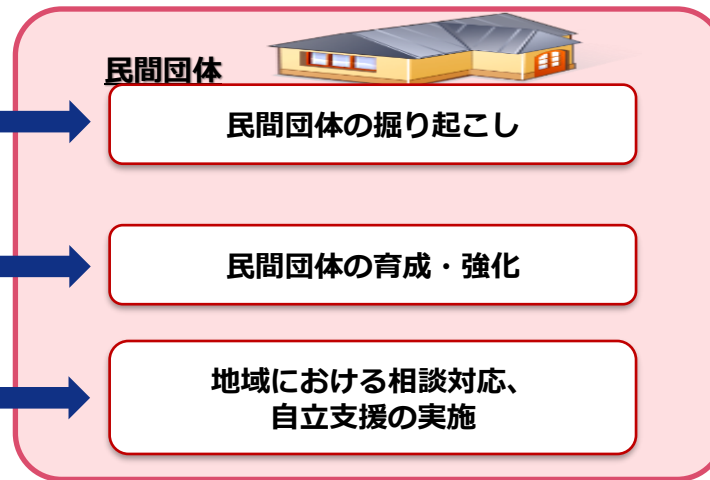 民間団体
民間団体の掘り起こし
民間団体の育成・強化
地域における相談対応、
自立支援の実施